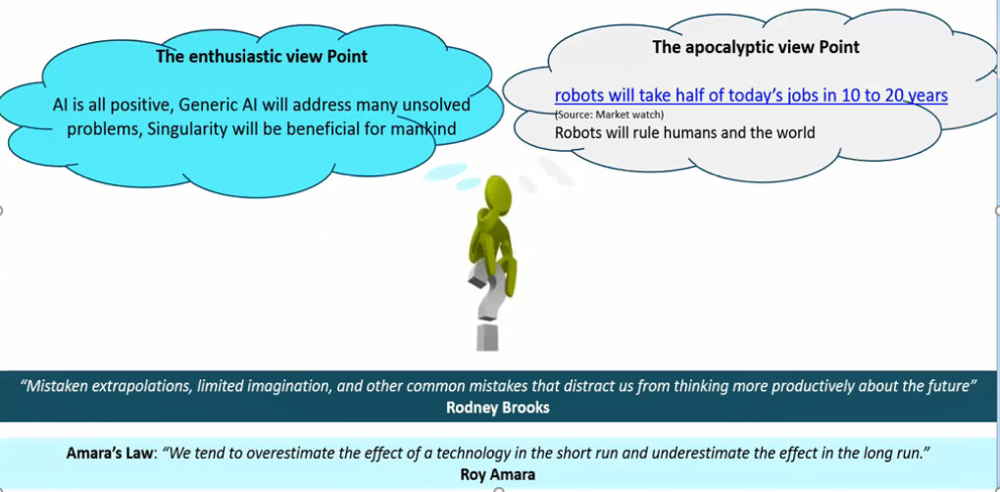 The enthusiastic view Point
AI is all positive, Generic AI will address many unsolved
problems, Singularity will be beneficial for mankind
The apocalyptic view Point
robots will take half of today's jobs in 10 to 20 years
(Source: Market watch)
Robots will rule humans and the world
“Mistaken extrapolations, limited imagination, and other common mistakes that distract us from thinking more productively about the future”
Rodney Brooks
Amara's Law: “We tend to overestimate the effect of a technology in the short run and underestimate the effect in the long run.”
Roy Amara